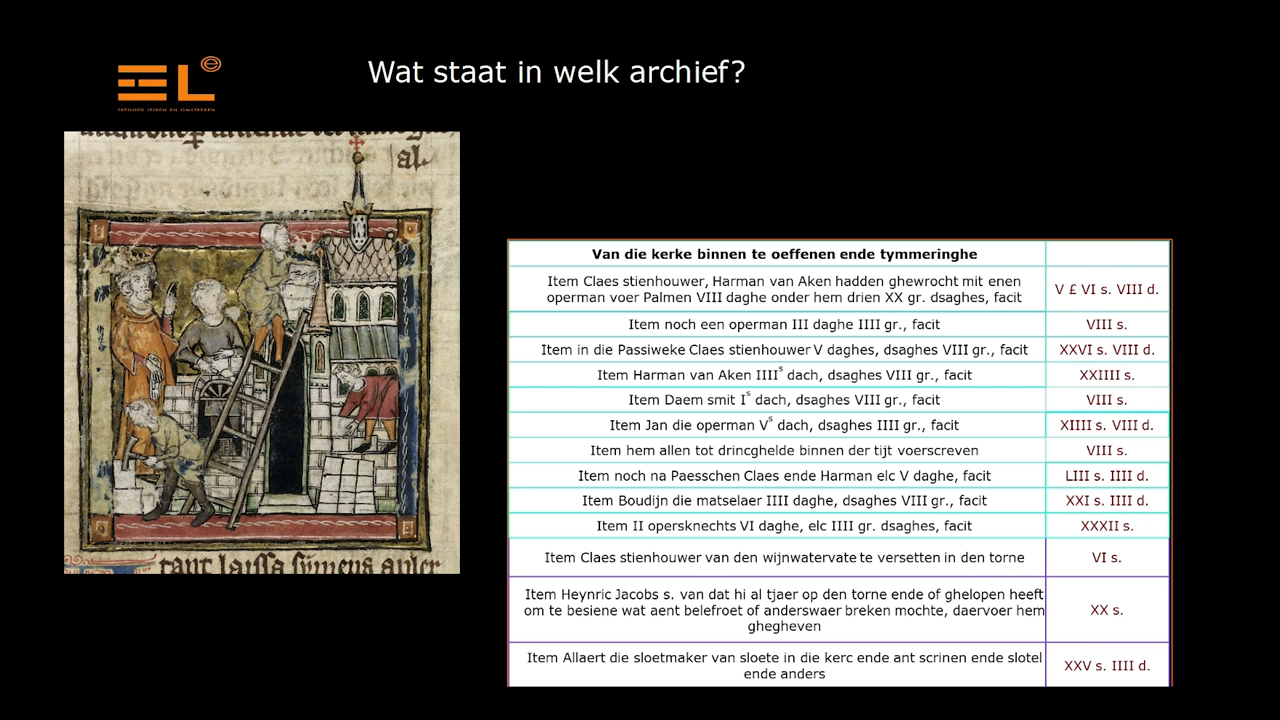 Wat staat in welk archief?
EL e
ERFGOED LEIDEN EN OMSTREKEN
al
Van die kerke binnen te oeffenen ende tymmeringhe
Item Claes stienhouwer, Harman van Aken hadden ghewrocht mit enen
operman voer Palmen VIII daghe onder hem drien XX gr. dsaghes, facit
V £ VI s. VIII d.
Item noch een operman III daghe IIII gr., facit VIII s.
Item in die Passiweke Claes stienhouwer V daghes, dsaghes VIII gr., facit XXVI s. VIII d.
Item Harman van Aken IIIIˢ dach, dsaghes VIII gr., facit XXIIII s.
Item Daem smit Iˢ dach, dsaghes VIII gr., facit VIII s.
Item Jan die operman Vˢ dach, dsaghes IIII gr., facit XIIII s. VIII d.
Item hem allen tot drincghelde binnen der tijt voerscreven VIII s.
Item noch na Paesschen Claes ende Harman elc V daghe, facit LIII s. IIII d.
Item Boudijn die matselaer IIII daghe, dsaghes VIII gr., facit XXI s. IIII d.
Item II opersknechts VI daghe, elc IIII gr. dsaghes, facit XXXII s.
Item Claes stienhouwer van den wijnwatervate te versetten in den torne VI s.
Item Heynric Jacobs s. van dat hi al tjaer op den torne ende of ghelopen heeft
om te besiene wat aent belefroet of anderswaer breken mochte, daervoer hem
ghegheven
XX s.
Item Allaert die sloetmaker van sloete in die kerc ende ant scrinen ende slotel
ende anders
XXV s. IIII d.